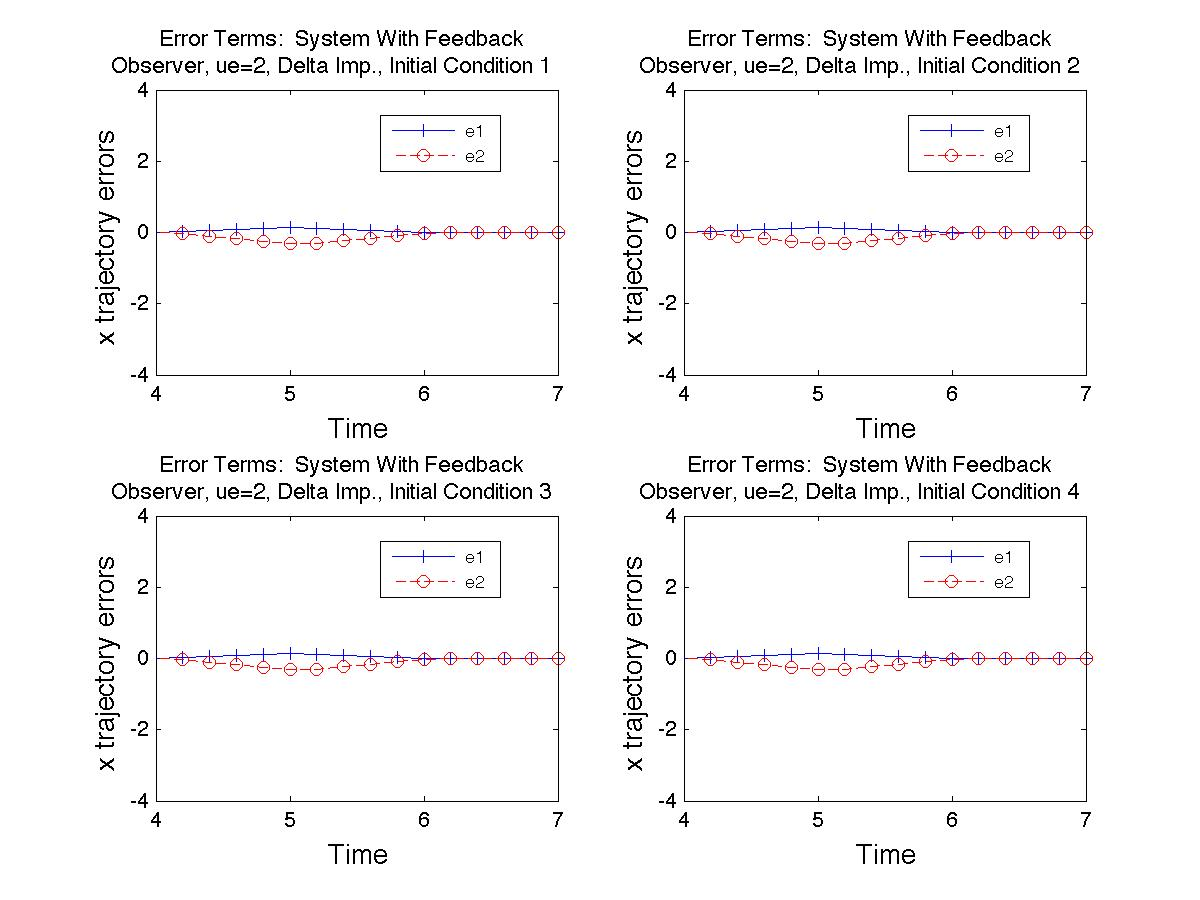 Error Terms:  System With Feedback
Observer, ue=2, Delta Imp., Initial Condition 1
4
2
0
-2
-4
x trajectory errors
e1
e2
4 5 6 7
Time
Error Terms:  System With Feedback
Observer, ue=2, Delta Imp., Initial Condition 2
4
2
0
-2
-4
x trajectory errors
e1
e2
4 5 6 7
Time
Error Terms:  System With Feedback
Observer, ue=2, Delta Imp., Initial Condition 3
4
2
0
-2
-4
x trajectory errors
e1
e2
4 5 6 7
Time
Error Terms:  System With Feedback
Observer, ue=2, Delta Imp., Initial Condition 4
4
2
0
-2
-4
x trajectory errors
e1
e2
4 5 6 7
Time